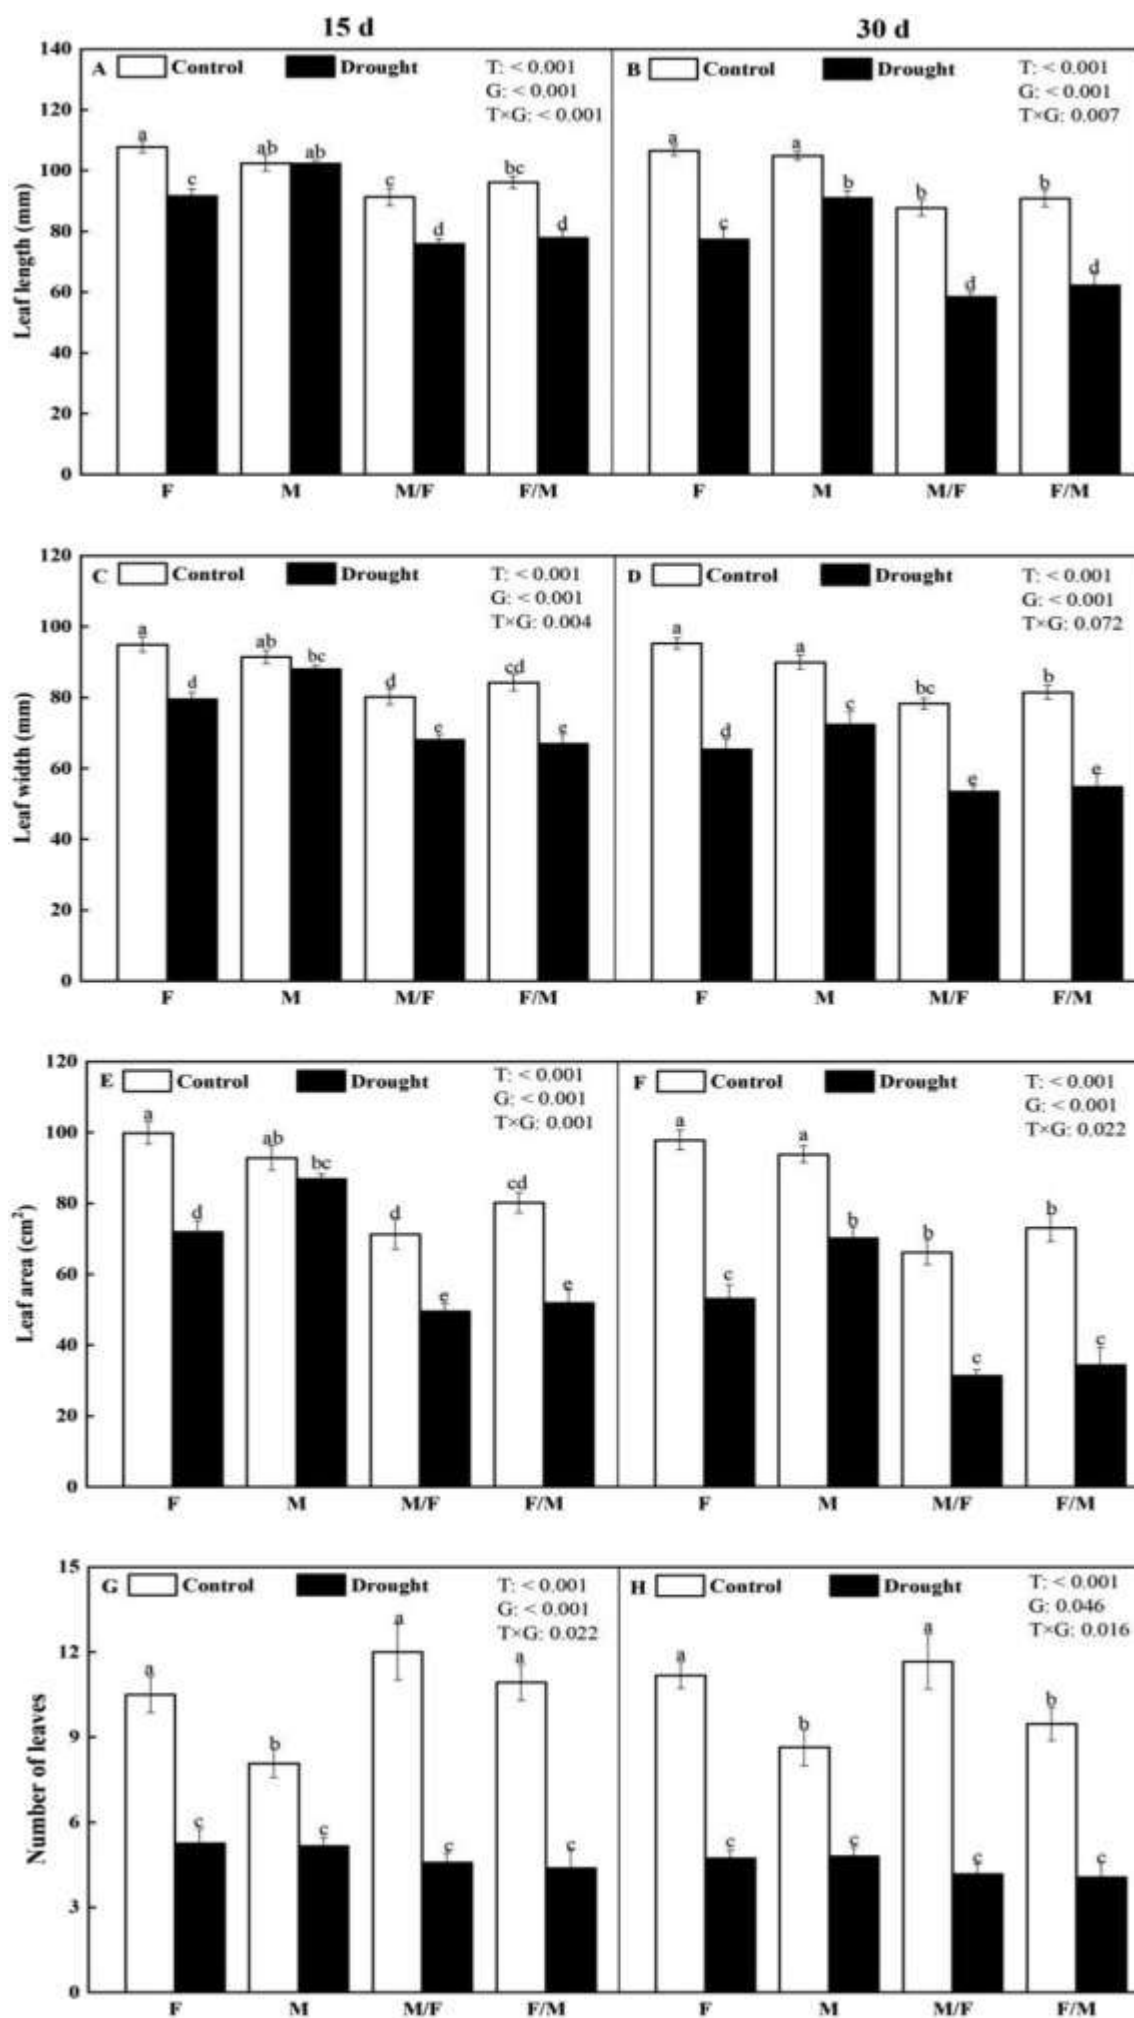 15 d
30 d
140
120
100
80
60
40
20
0
Leaf length (mm)
A Control Drought
T: < 0.001
G: < 0.001
T×G: < 0.001
a c ab ab c d bc d
F M M/F F/M
B Control Drought
T: < 0.001
G: < 0.001
T×G: 0.007
a c a b b d b d
F M M/F F/M
120
100
80
60
40
20
0
Leaf width (mm)
C Control Drought
T: < 0.001
G: < 0.001
T×G: 0.004
a d ab bc d e cd e
F M M/F F/M
D Control Drought
T: < 0.001
G: < 0.001
T×G: 0.072
a d a c bc e b e
F M M/F F/M
120
100
80
60
40
20
0
Leaf area (cm²)
E Control Drought
T: < 0.001
G: < 0.001
T×G: 0.001
a d ab bc d e cd e
F M M/F F/M
F Control Drought
T: < 0.001
G: < 0.001
T×G: 0.022
a c a b b c b c
F M M/F F/M
15
12
9
6
3
0
Number of leaves
G Control Drought
T: < 0.001
G: < 0.001
T×G: 0.022
a c b c a c a c
F M M/F F/M
H Control Drought
T: < 0.001
G: 0.046
T×G: 0.016
a c b c a c b c
F M M/F F/M